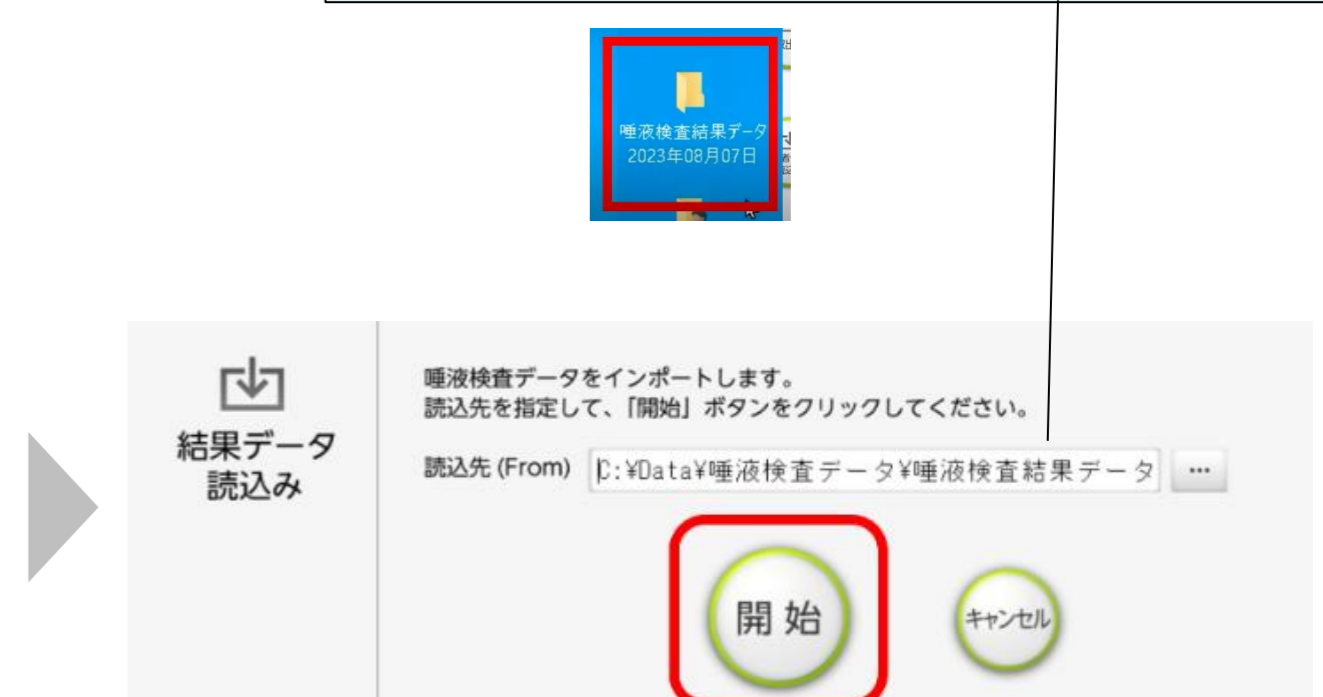 唾液検査結果データ
2023年08月07日
結果データ
読込み
唾液検査データをインポートします。
読込先を指定して、「開始」ボタンをクリックしてください。
読込先 (From)
C:¥Data¥唾液検査データ¥唾液検査結果データ
...
開始
キャンセル